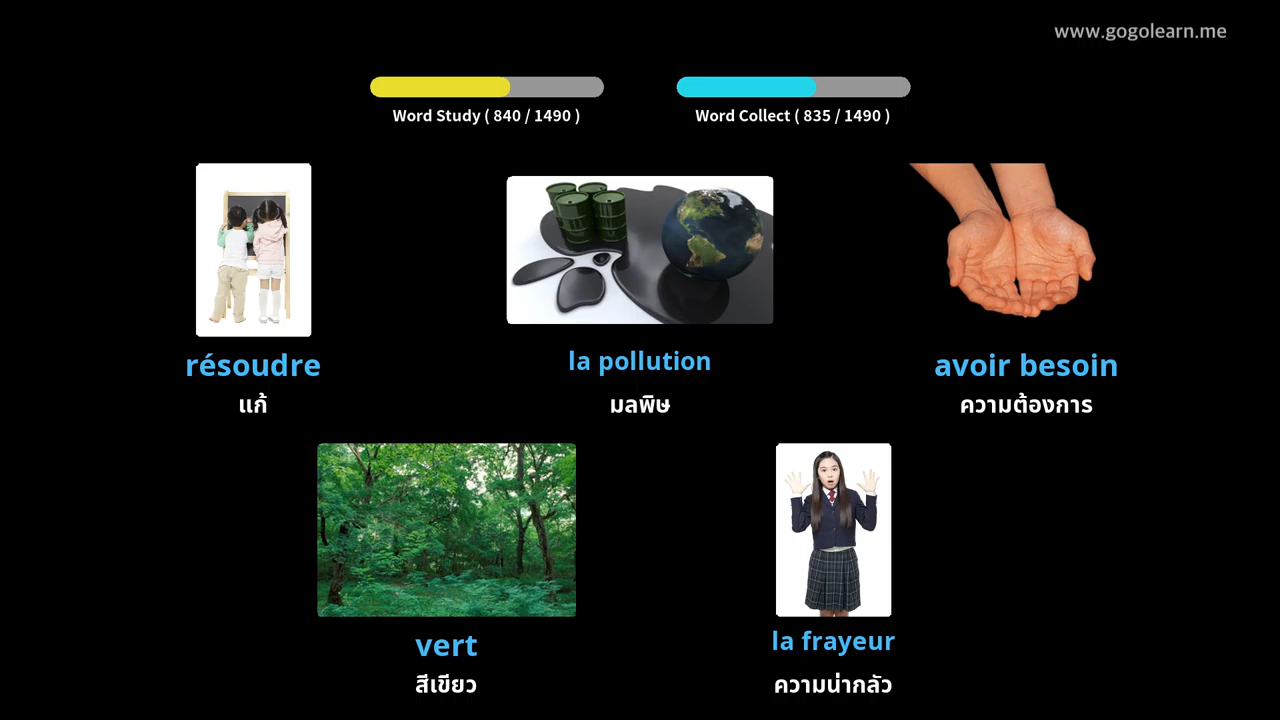 www.gogolearn.me
Word Study ( 840 / 1490 )
Word Collect ( 835 / 1490 )
résoudre
แก้
la pollution
มลพิษ
avoir besoin
ความต้องการ
vert
สีเขียว
la frayeur
ความน่ากลัว